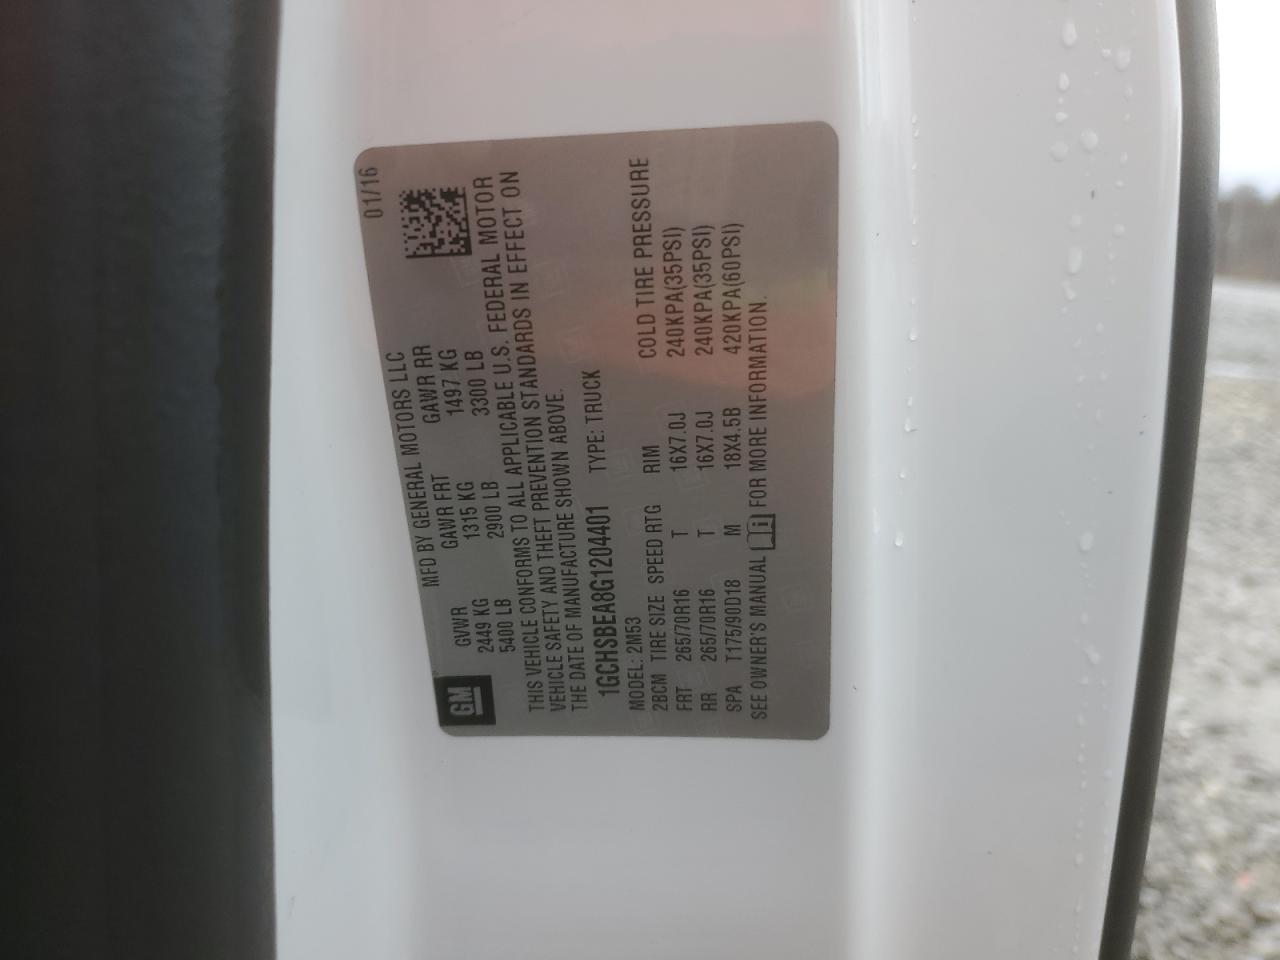 GM
MFD BY GENERAL MOTORS LLC
01/16
GVWR GAWR FRT GAWR RR
2449 KG 1315 KG 1497 KG
5400 LB 2900 LB 3300 LB
THIS VEHICLE CONFORMS TO ALL APPLICABLE U.S. FEDERAL MOTOR
VEHICLE SAFETY AND THEFT PREVENTION STANDARDS IN EFFECT ON
THE DATE OF MANUFACTURE SHOWN ABOVE.
1GCHSBEA8G1204401 TYPE: TRUCK
MODEL: 2M53
2BCM TIRE SIZE SPEED RTG RIM COLD TIRE PRESSURE
FRT 265/70R16 T 16X7.0J 240KPA(35PSI)
RR 265/70R16 T 16X7.0J 240KPA(35PSI)
SPA T175/90D18 M 18X4.5B 420KPA(60PSI)
SEE OWNER'S MANUAL i FOR MORE INFORMATION.